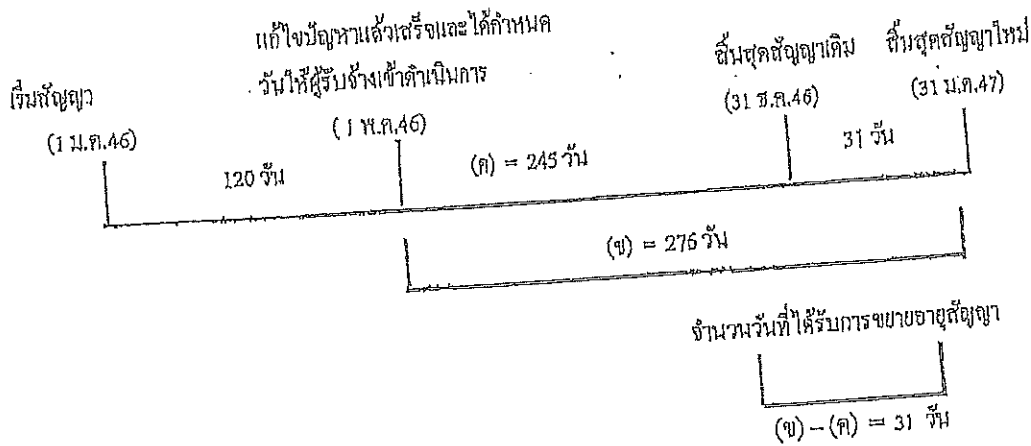 แก้ไขปัญหาแล้วเสร็จและได้กำหนด
วันให้ผู้รับจ้างเข้าดำเนินการ
(1 พ.ค.46)
เริ่มสัญญา
(1 ม.ค.46)
สิ้นสุดสัญญาเดิม
(31 ธ.ค.46)
สิ้นสุดสัญญาใหม่
(31 ม.ค.47)
120 วัน
(ค) = 245 วัน
31 วัน
(ข) = 276 วัน
จำนวนวันที่ได้รับการขยายอายุสัญญา
(ข) – (ค) = 31 วัน